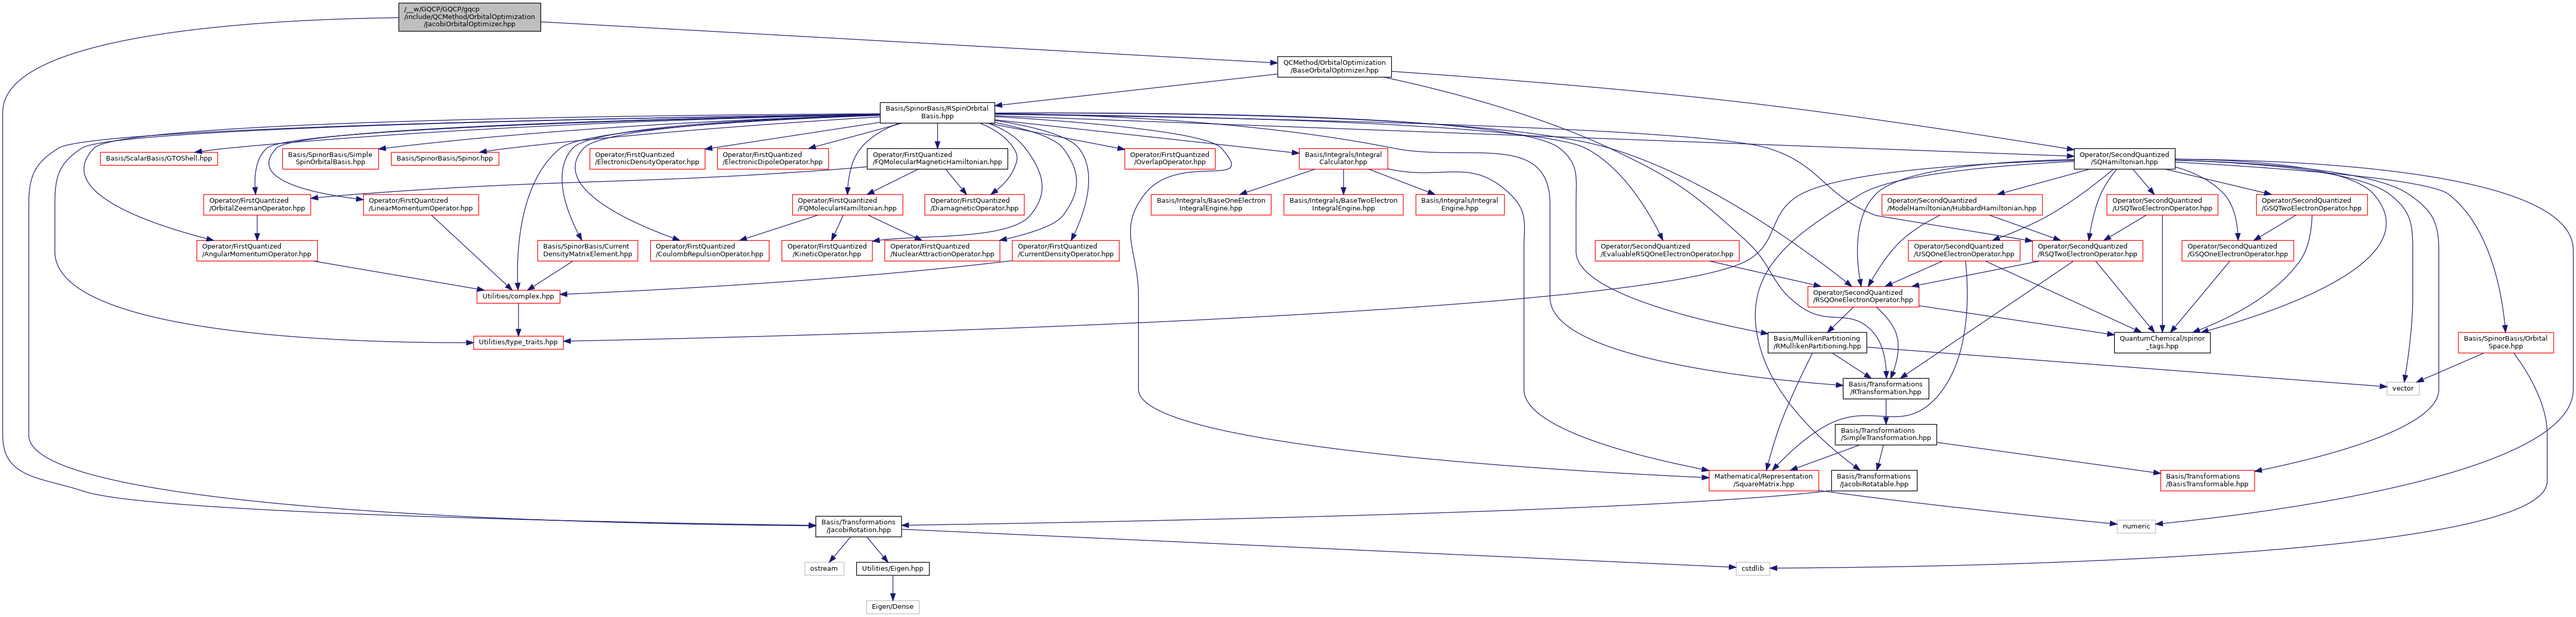 /__w/GQCP/GQCP/gqcp
/include/QCMethod/OrbitalOptimization
/JacobiOrbitalOptimizer.hpp
QCMethod/OrbitalOptimization
/BaseOrbitalOptimizer.hpp
Basis/SpinorBasis/RSpinOrbital
Basis.hpp
Basis/ScalarBasis/GTOShell.hpp
Basis/SpinorBasis/Simple
SpinOrbitalBasis.hpp
Basis/SpinorBasis/Spinor.hpp
Operator/FirstQuantized
/ElectronicDensityOperator.hpp
Operator/FirstQuantized
/ElectronicDipoleOperator.hpp
Operator/FirstQuantized
/FQMolecularMagneticHamiltonian.hpp
Operator/FirstQuantized
/OverlapOperator.hpp
Basis/Integrals/Integral
Calculator.hpp
Operator/SecondQuantized
/SQHamiltonian.hpp
Operator/FirstQuantized
/OrbitalZeemanOperator.hpp
Operator/FirstQuantized
/LinearMomentumOperator.hpp
Operator/FirstQuantized
/FQMolecularHamiltonian.hpp
Operator/FirstQuantized
/DiamagneticOperator.hpp
Basis/Integrals/BaseOneElectron
IntegralEngine.hpp
Basis/Integrals/BaseTwoElectron
IntegralEngine.hpp
Basis/Integrals/Integral
Engine.hpp
Operator/SecondQuantized
/ModelHamiltonian/HubbardHamiltonian.hpp
Operator/SecondQuantized
/USQTwoElectronOperator.hpp
Operator/SecondQuantized
/GSQTwoElectronOperator.hpp
Operator/FirstQuantized
/AngularMomentumOperator.hpp
Basis/SpinorBasis/Current
DensityMatrixElement.hpp
Operator/FirstQuantized
/CoulombRepulsionOperator.hpp
Operator/FirstQuantized
/KineticOperator.hpp
Operator/FirstQuantized
/NuclearAttractionOperator.hpp
Operator/FirstQuantized
/CurrentDensityOperator.hpp
Operator/SecondQuantized
/EvaluableRSQOneElectronOperator.hpp
Operator/SecondQuantized
/USQOneElectronOperator.hpp
Operator/SecondQuantized
/RSQTwoElectronOperator.hpp
Operator/SecondQuantized
/GSQOneElectronOperator.hpp
Utilities/complex.hpp
Operator/SecondQuantized
/RSQOneElectronOperator.hpp
Utilities/type_traits.hpp
Basis/MullikenPartitioning
/RMullikenPartitioning.hpp
QuantumChemical/spinor
_tags.hpp
Basis/SpinorBasis/Orbital
Space.hpp
Basis/Transformations
/RTransformation.hpp
vector
Basis/Transformations
/SimpleTransformation.hpp
Mathematical/Representation
/SquareMatrix.hpp
Basis/Transformations
/JacobiRotatable.hpp
Basis/Transformations
/BasisTransformable.hpp
Basis/Transformations
/JacobiRotation.hpp
numeric
ostream
Utilities/Eigen.hpp
cstdlib
Eigen/Dense